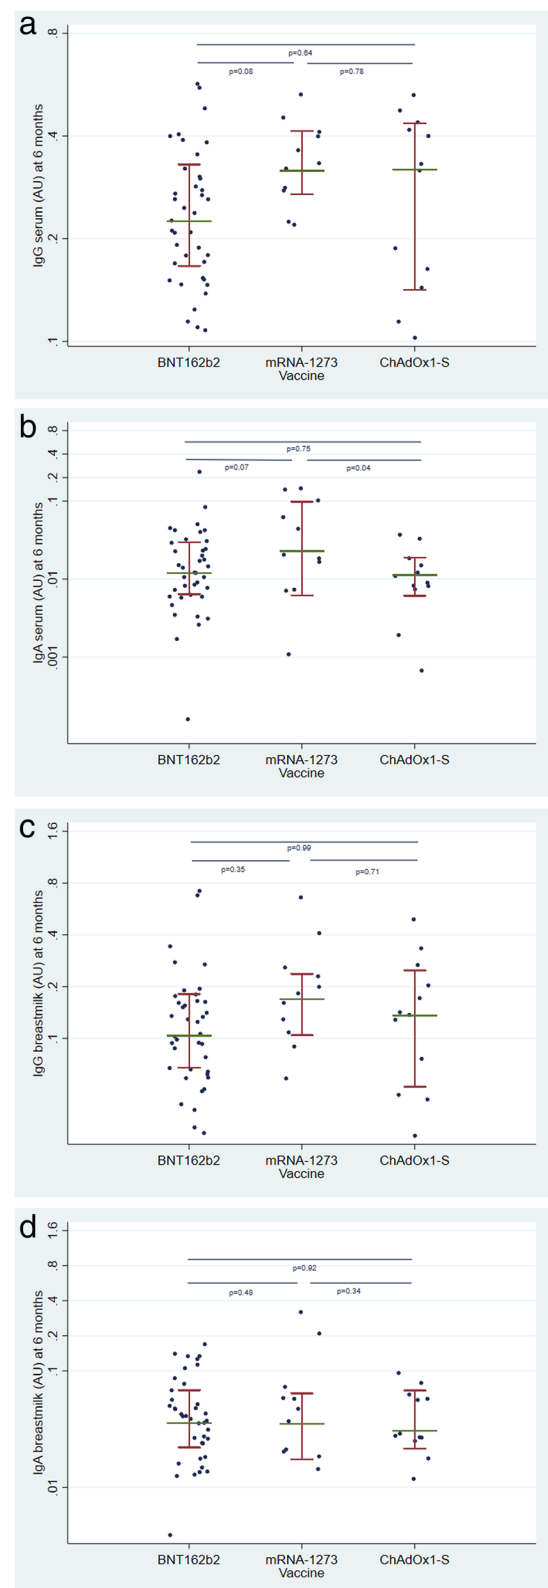 a
IgG serum (AU) at 6 months
.8
.4
.2
.1
p=0.64
p=0.08
p=0.78
BNT162b2
mRNA-1273
ChAdOx1-S
Vaccine
b
IgA serum (AU) at 6 months
.8
.4
.2
.1
.01
.001
p=0.75
p=0.07
p=0.04
BNT162b2
mRNA-1273
ChAdOx1-S
Vaccine
c
IgG breastmilk (AU) at 6 months
1.6
.8
.4
.2
.1
p=0.99
p=0.35
p=0.71
BNT162b2
mRNA-1273
ChAdOx1-S
Vaccine
d
IgA breastmilk (AU) at 6 months
1.6
.8
.4
.2
.1
.01
p=0.92
p=0.48
p=0.34
BNT162b2
mRNA-1273
ChAdOx1-S
Vaccine